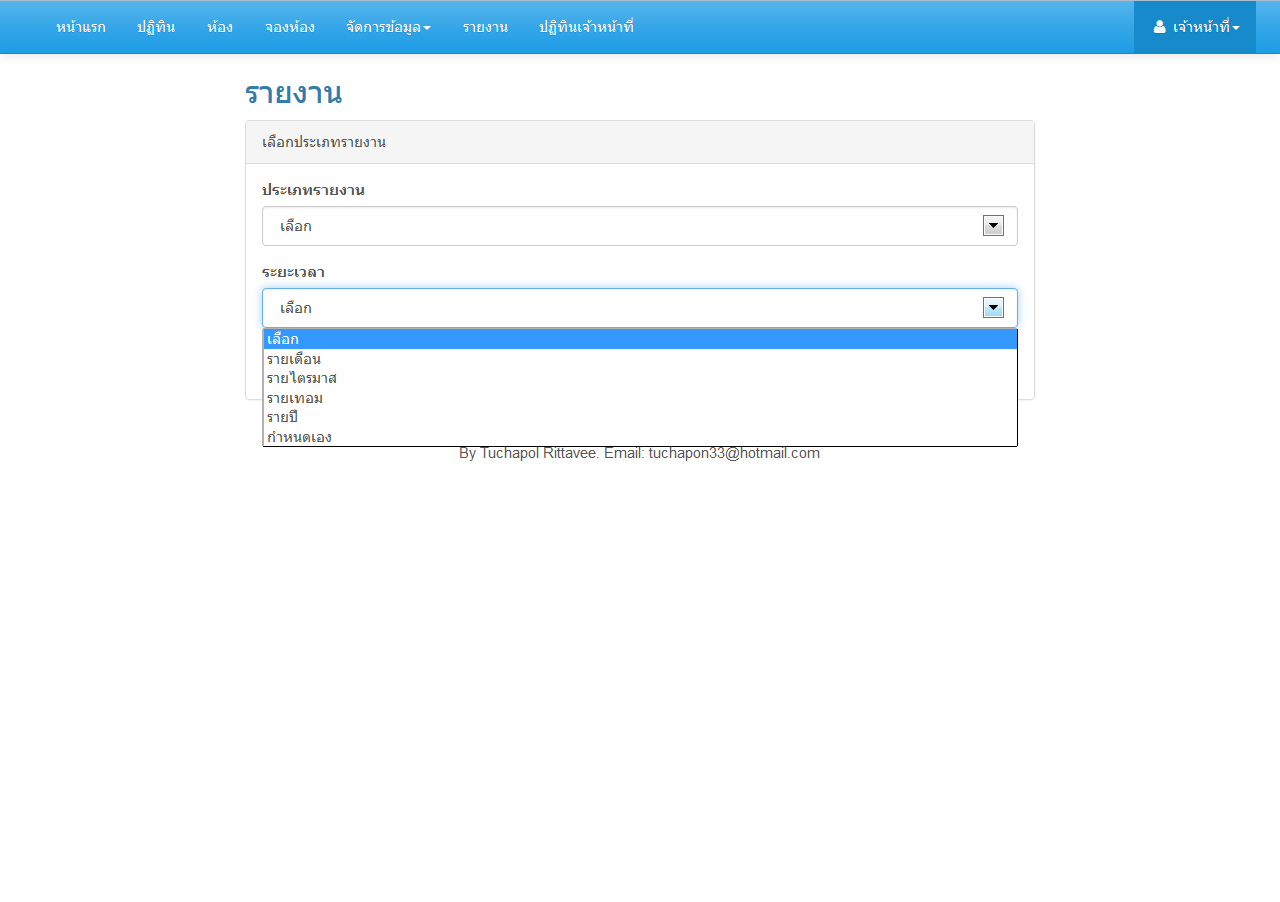 หน้าแรก ปฏิทิน ห้อง จองห้อง จัดการข้อมูล รายงาน ปฏิทินเจ้าหน้าที่ เจ้าหน้าที่
รายงาน
เลือกประเภทรายงาน
ประเภทรายงาน
เลือก
ระยะเวลา
เลือก
เลือก
รายเดือน
รายไตรมาส
รายเทอม
รายปี
กำหนดเอง
By Tuchapol Rittavee. Email: tuchapon33@hotmail.com